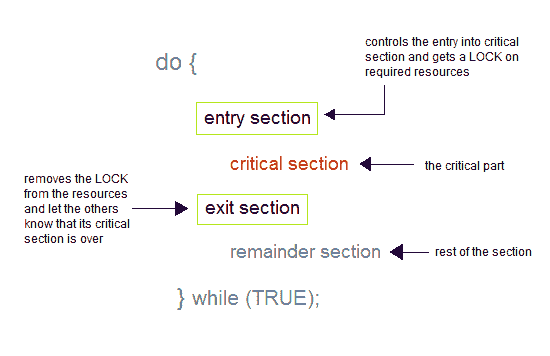 controls the entry into critical
section and gets a LOCK on
required resources
do {
entry section
critical section
the critical part
removes the LOCK
from the resources
and let the others
know that its critical
section is over
exit section
remainder section
rest of the section
} while (TRUE);